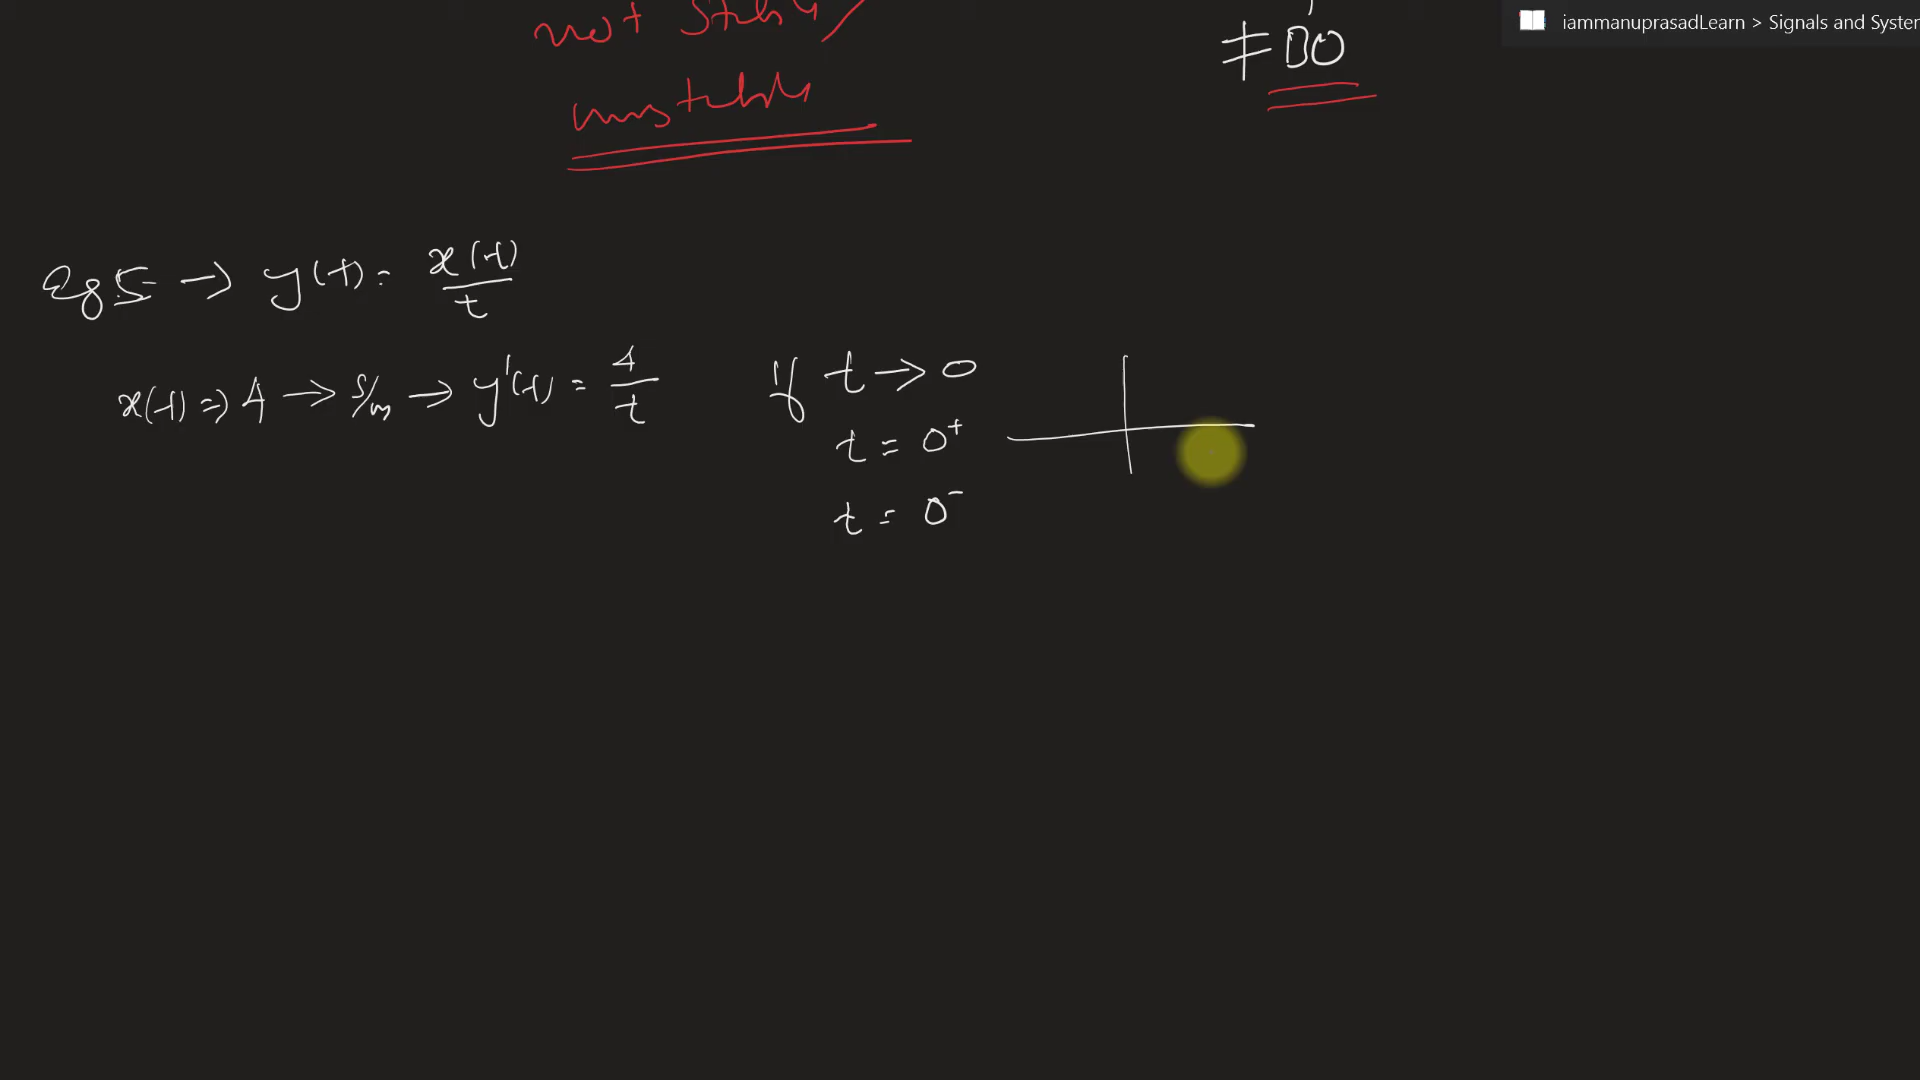 not stable
≠ BO
iammanuprasadLearn > Signals and Syster
unstable
Eg 5 → y(t) = x(t)/t
x(t) ⇒ 4 → S/m → y'(t) = 4/t
If t → 0
t = 0⁺
t = 0⁻